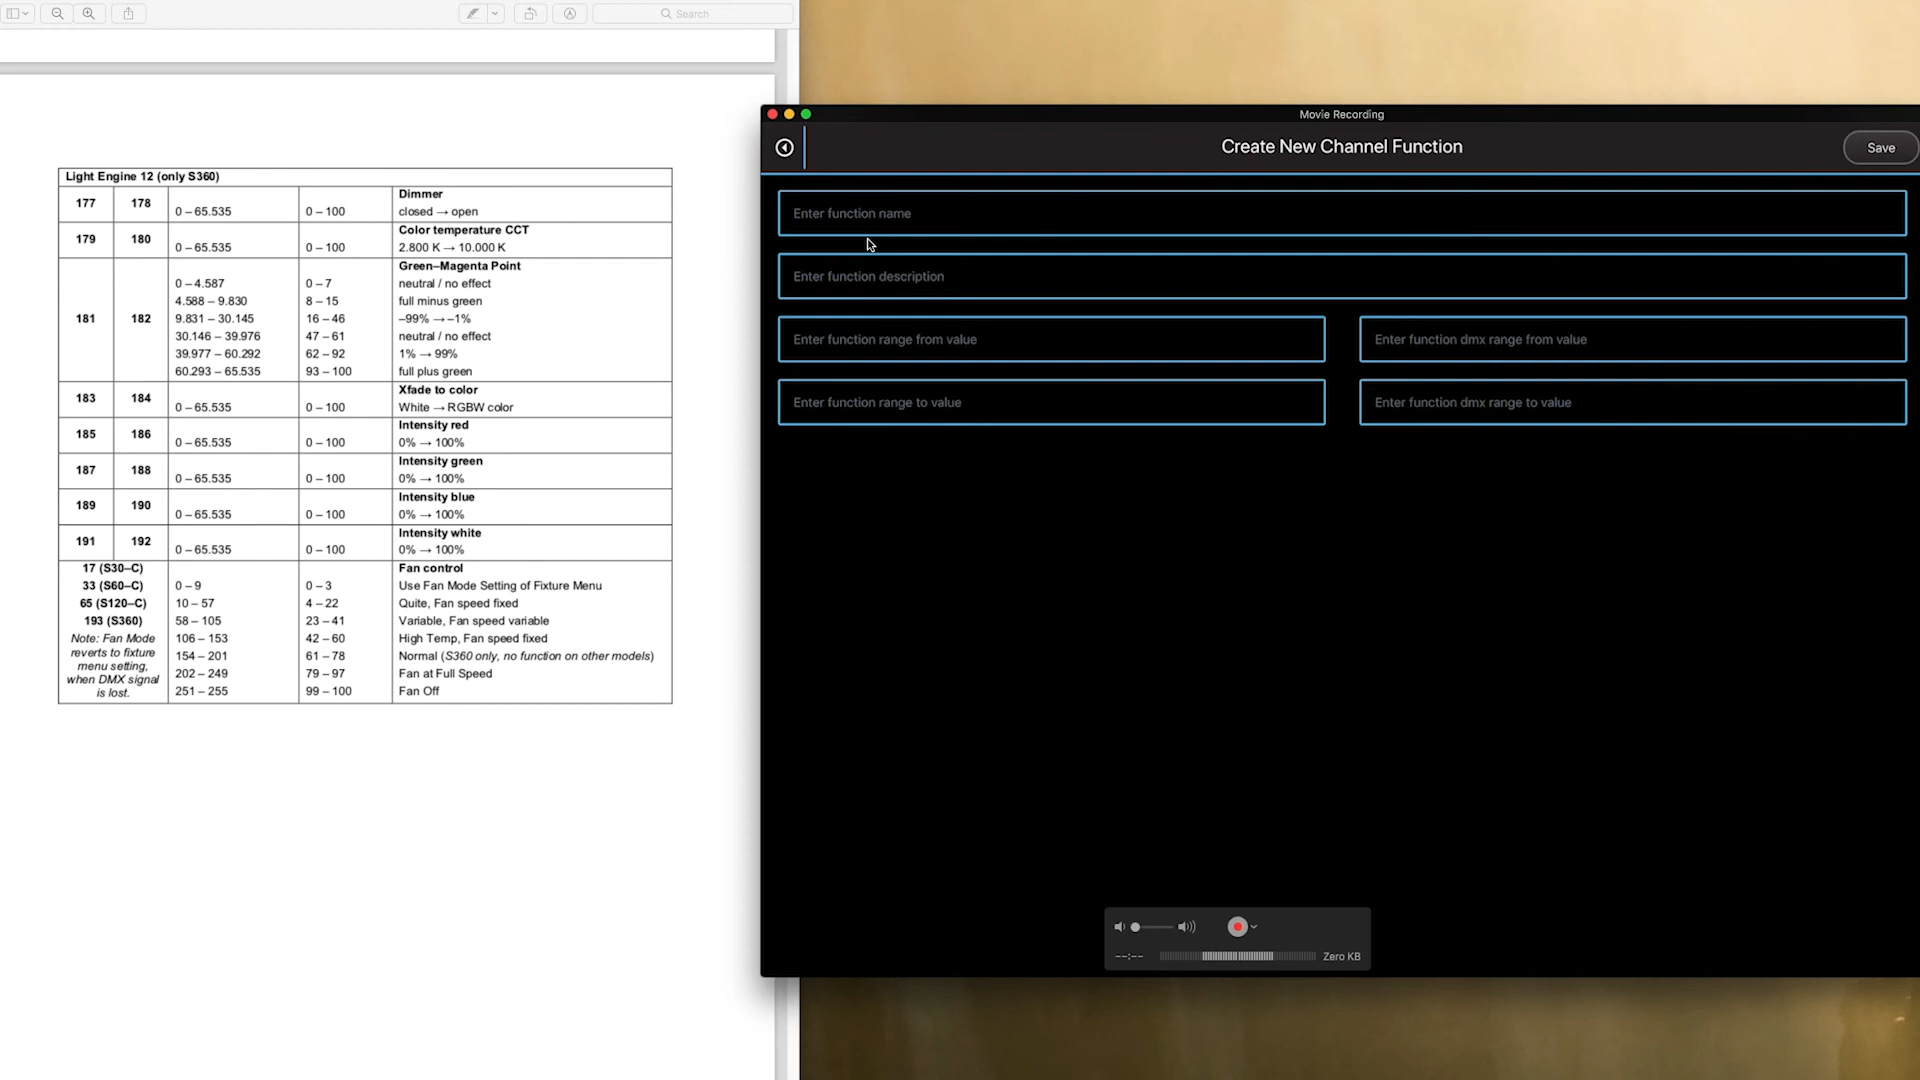 Search
Light Engine 12 (only S360)
177 178 0 – 65.535 0 – 100 Dimmer
closed → open
179 180 0 – 65.535 0 – 100 Color temperature CCT
2.800 K → 10.000 K
181 182 Green–Magenta Point
0 – 4.587 0 – 7 neutral / no effect
4.588 – 9.830 8 – 15 full minus green
9.831 – 30.145 16 – 46 –99% → –1%
30.146 – 39.976 47 – 61 neutral / no effect
39.977 – 60.292 62 – 92 1% → 99%
60.293 – 65.535 93 – 100 full plus green
183 184 0 – 65.535 0 – 100 Xfade to color
White → RGBW color
185 186 0 – 65.535 0 – 100 Intensity red
0% → 100%
187 188 0 – 65.535 0 – 100 Intensity green
0% → 100%
189 190 0 – 65.535 0 – 100 Intensity blue
0% → 100%
191 192 0 – 65.535 0 – 100 Intensity white
0% → 100%
17 (S30–C) Fan control
33 (S60–C) 0 – 9 0 – 3 Use Fan Mode Setting of Fixture Menu
65 (S120–C) 10 – 57 4 – 22 Quite, Fan speed fixed
193 (S360) 58 – 105 23 – 41 Variable, Fan speed variable
Note: Fan Mode 106 – 153 42 – 60 High Temp, Fan speed fixed
reverts to fixture 154 – 201 61 – 78 Normal (S360 only, no function on other models)
menu setting, 202 – 249 79 – 97 Fan at Full Speed
when DMX signal
is lost. 251 – 255 99 – 100 Fan Off
Movie Recording
Create New Channel Function
Save
Enter function name
Enter function description
Enter function range from value
Enter function dmx range from value
Enter function range to value
Enter function dmx range to value
--:-- Zero KB